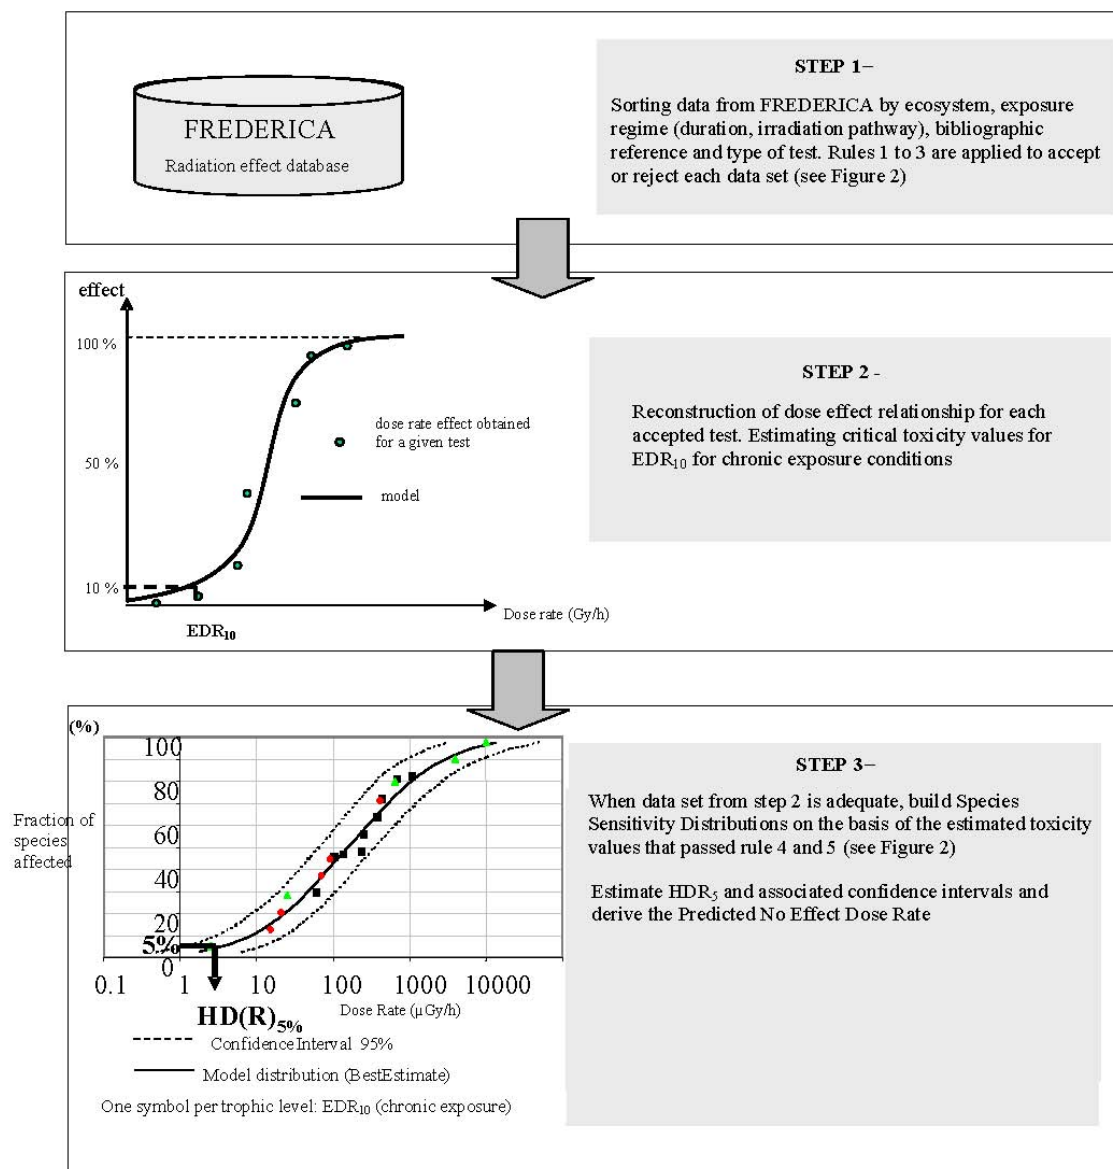 FREDERICA
Radiation effect database
STEP 1–
Sorting data from FREDERICA by ecosystem, exposure
regime (duration, irradiation pathway), bibliographic
reference and type of test. Rules 1 to 3 are applied to accept
or reject each data set (see Figure 2)
effect
100 %
50 %
10 %
dose rate effect obtained
for a given test
model
Dose rate (Gy/h)
EDR₁₀
STEP 2 -
Reconstruction of dose effect relationship for each
accepted test. Estimating critical toxicity values for
EDR₁₀ for chronic exposure conditions
(%)
100
80
60
40
20
5%
0
Fraction of
species
affected
0.1 1 10 100 1000 10000
HD(R)₅%
Dose Rate (µGy/h)
Confidence Interval 95%
Model distribution (BestEstimate)
One symbol per trophic level: EDR₁₀ (chronic exposure)
STEP 3–
When data set from step 2 is adequate, build Species
Sensitivity Distributions on the basis of the estimated toxicity
values that passed rule 4 and 5 (see Figure 2)
Estimate HDR₅ and associated confidence intervals and
derive the Predicted No Effect Dose Rate